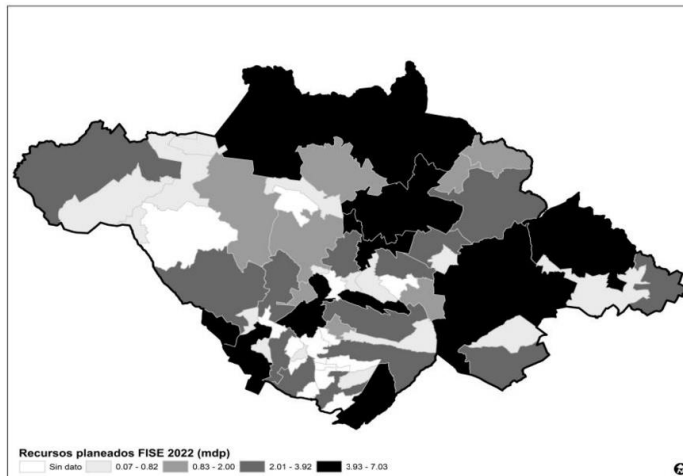 Recursos planeados FISE 2022 (mdp)
Sin dato 0.07 - 0.82 0.83 - 2.00 2.01 - 3.92 3.93 - 7.03